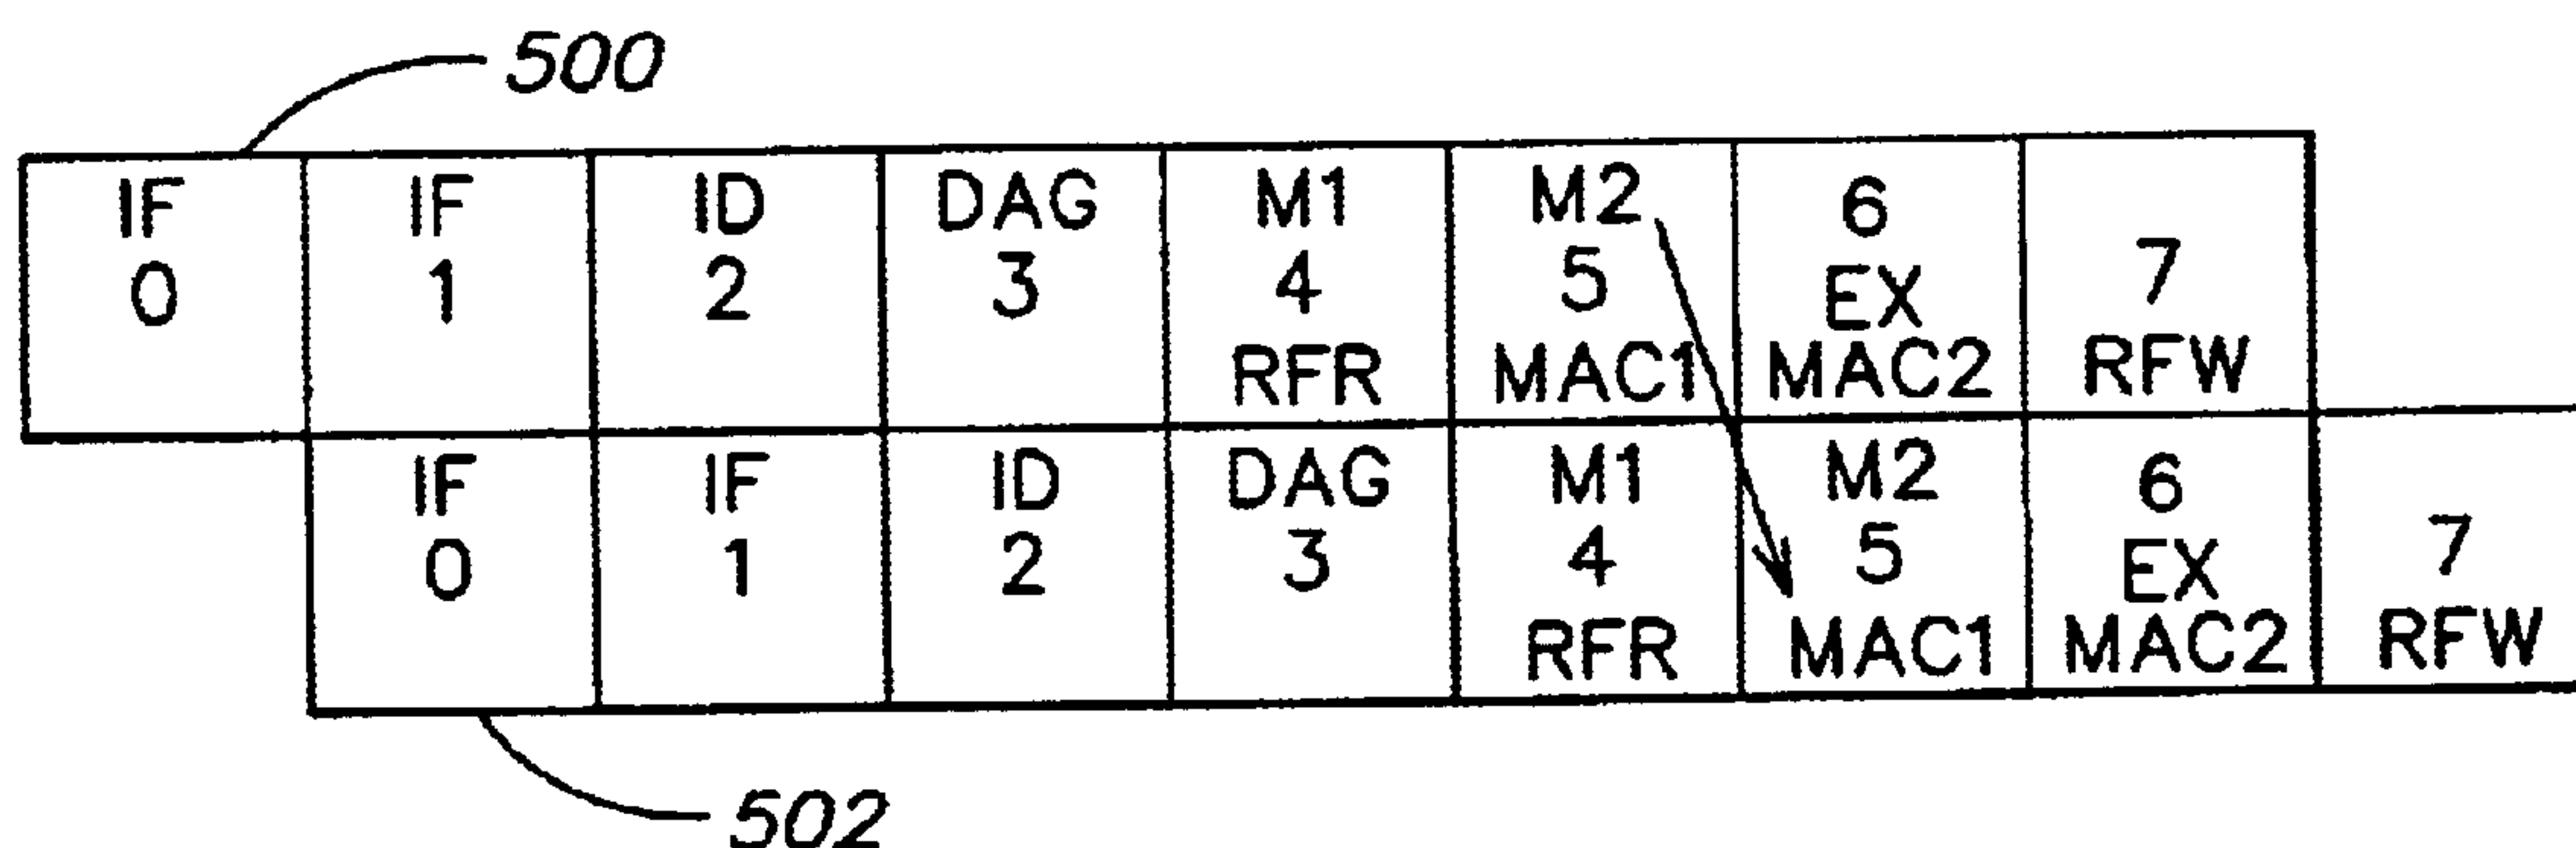 500
IF IF ID DAG M1 M2 6
0 1 2 3 4 5 EX 7
RFR MAC1 MAC2 RFW
IF IF ID DAG M1 M2 6
0 1 2 3 4 5 EX 7
RFR MAC1 MAC2 RFW
502